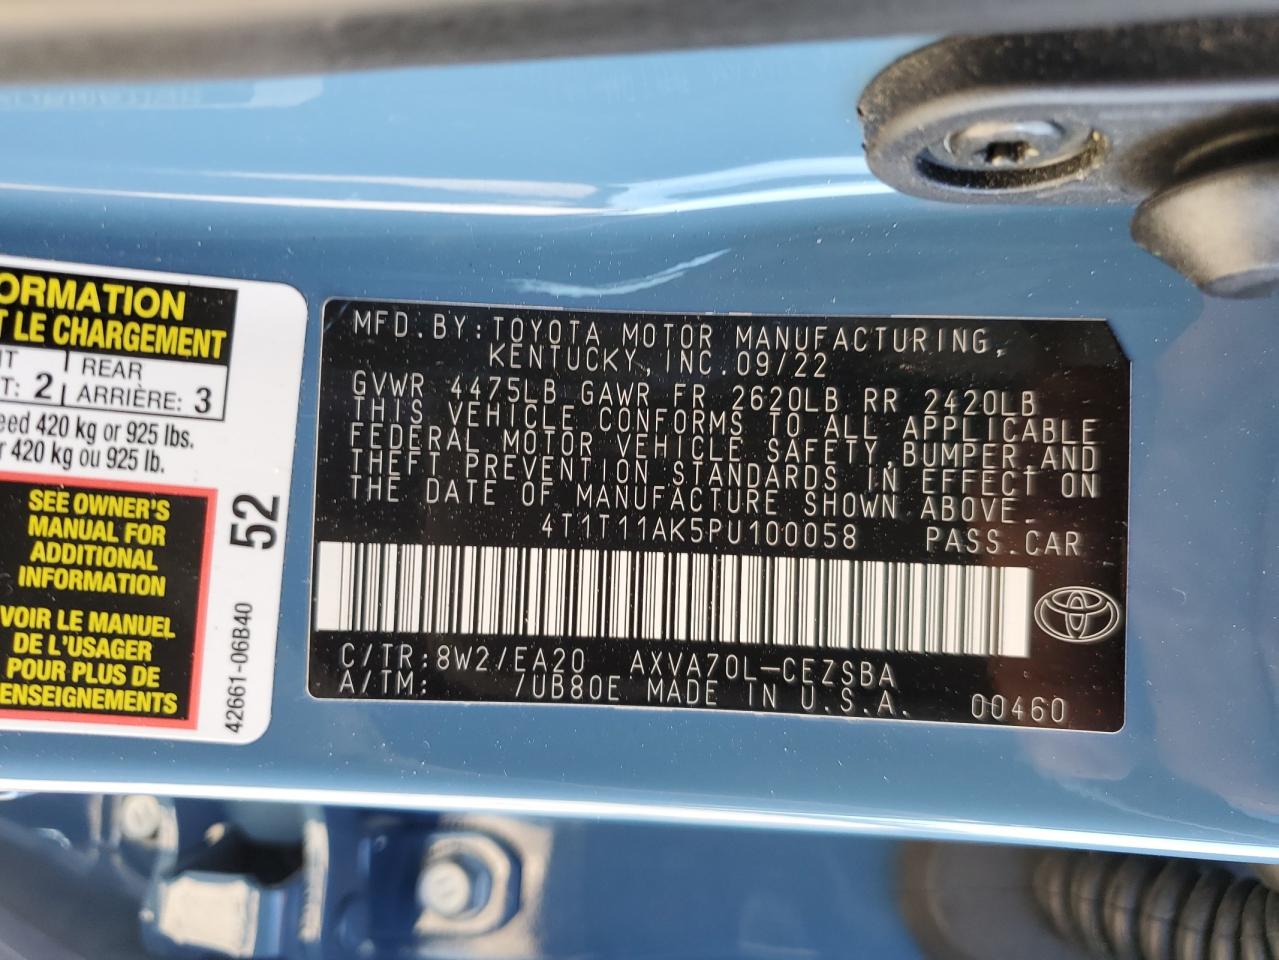 ORMATION
T LE CHARGEMENT
NT REAR
T: 2 ARRIÈRE: 3
eed 420 kg or 925 lbs.
r 420 kg ou 925 lb.
SEE OWNER'S
MANUAL FOR
ADDITIONAL
INFORMATION
VOIR LE MANUEL
DE L'USAGER
POUR PLUS DE
ENSEIGNEMENTS
52
42661-06B40
MFD. BY: TOYOTA MOTOR MANUFACTURING,
KENTUCKY, INC. 09/22
GVWR 4475LB GAWR FR 2620LB RR 2420LB
THIS VEHICLE CONFORMS TO ALL APPLICABLE
FEDERAL MOTOR VEHICLE SAFETY, BUMPER, AND
THEFT PREVENTION STANDARDS IN EFFECT ON
THE DATE OF MANUFACTURE SHOWN ABOVE.
4T1T11AK5PU100058 PASS. CAR
C/TR: 8W2/EA20 AXVA70L-CEZSBA
A/TM: /UB80E MADE IN U.S.A. 00460